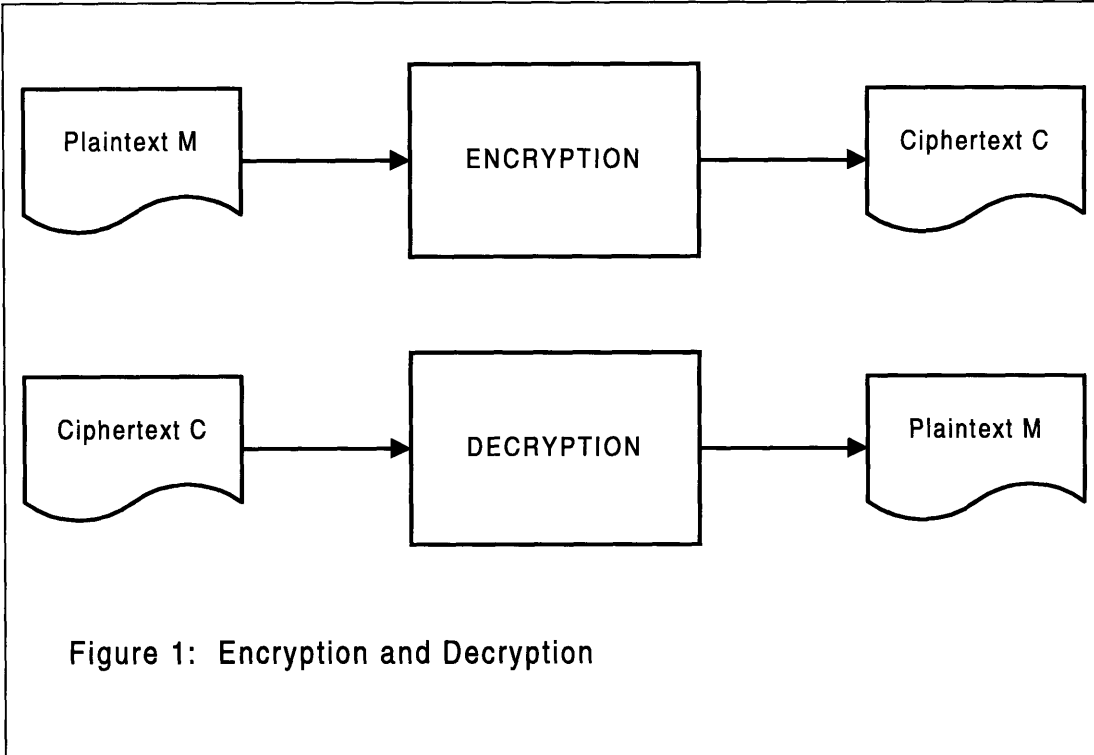 Plaintext M
ENCRYPTION
Ciphertext C
Ciphertext C
DECRYPTION
Plaintext M
Figure 1: Encryption and Decryption